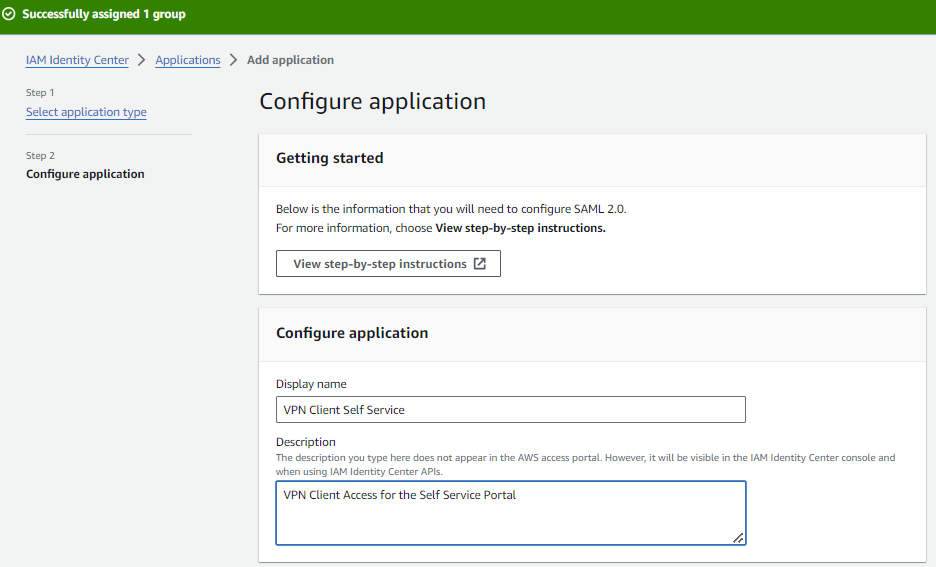 Successfully assigned 1 group
IAM Identity Center > Applications > Add application
Step 1
Select application type
Step 2
Configure application
Configure application
Getting started
Below is the information that you will need to configure SAML 2.0.
For more information, choose View step-by-step instructions.
View step-by-step instructions
Configure application
Display name
VPN Client Self Service
Description
The description you type here does not appear in the AWS access portal. However, it will be visible in the IAM Identity Center console and
when using IAM Identity Center APIs.
VPN Client Access for the Self Service Portal